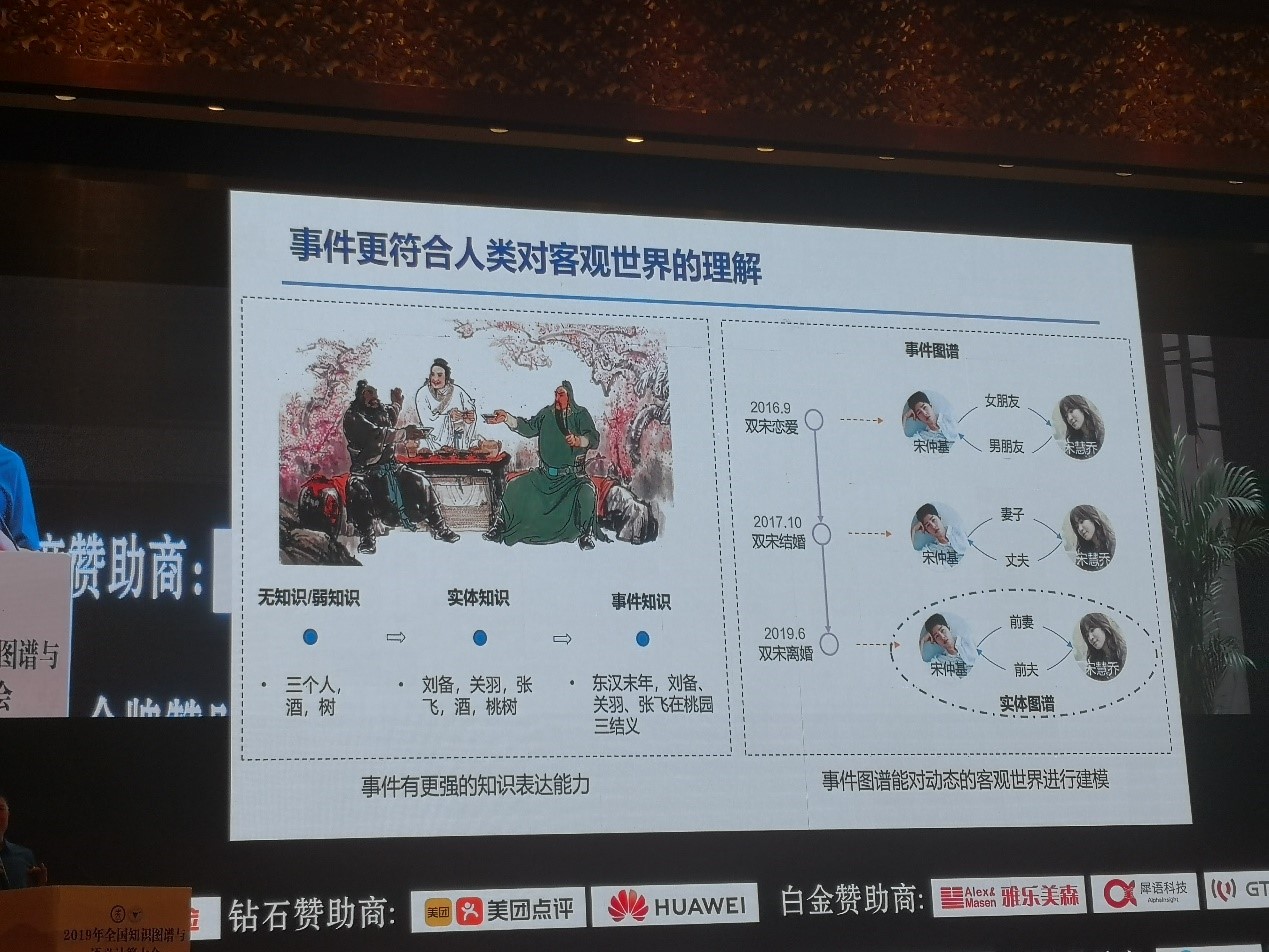 事件更符合人类对客观世界的理解
事件图谱
2016.9
双宋恋爱
女朋友
男朋友
宋仲基
宋慧乔
2017.10
双宋结婚
妻子
丈夫
宋仲基
宋慧乔
2019.6
双宋离婚
前妻
前夫
宋仲基
宋慧乔
实体图谱
无知识/弱知识
实体知识
事件知识
• 三个人，
酒，树
• 刘备，关羽，张
飞，酒，桃树
• 东汉末年，刘备、
关羽、张飞在桃园
三结义
事件有更强的知识表达能力
事件图谱能对动态的客观世界进行建模
赞助商:
图谱与
会
钻石赞助商:
美团
美团点评
HUAWEI
白金赞助商:
Alex&
Masen
雅乐美森
犀语科技
AlphaInsight
GT
2019年全国知识图谱与